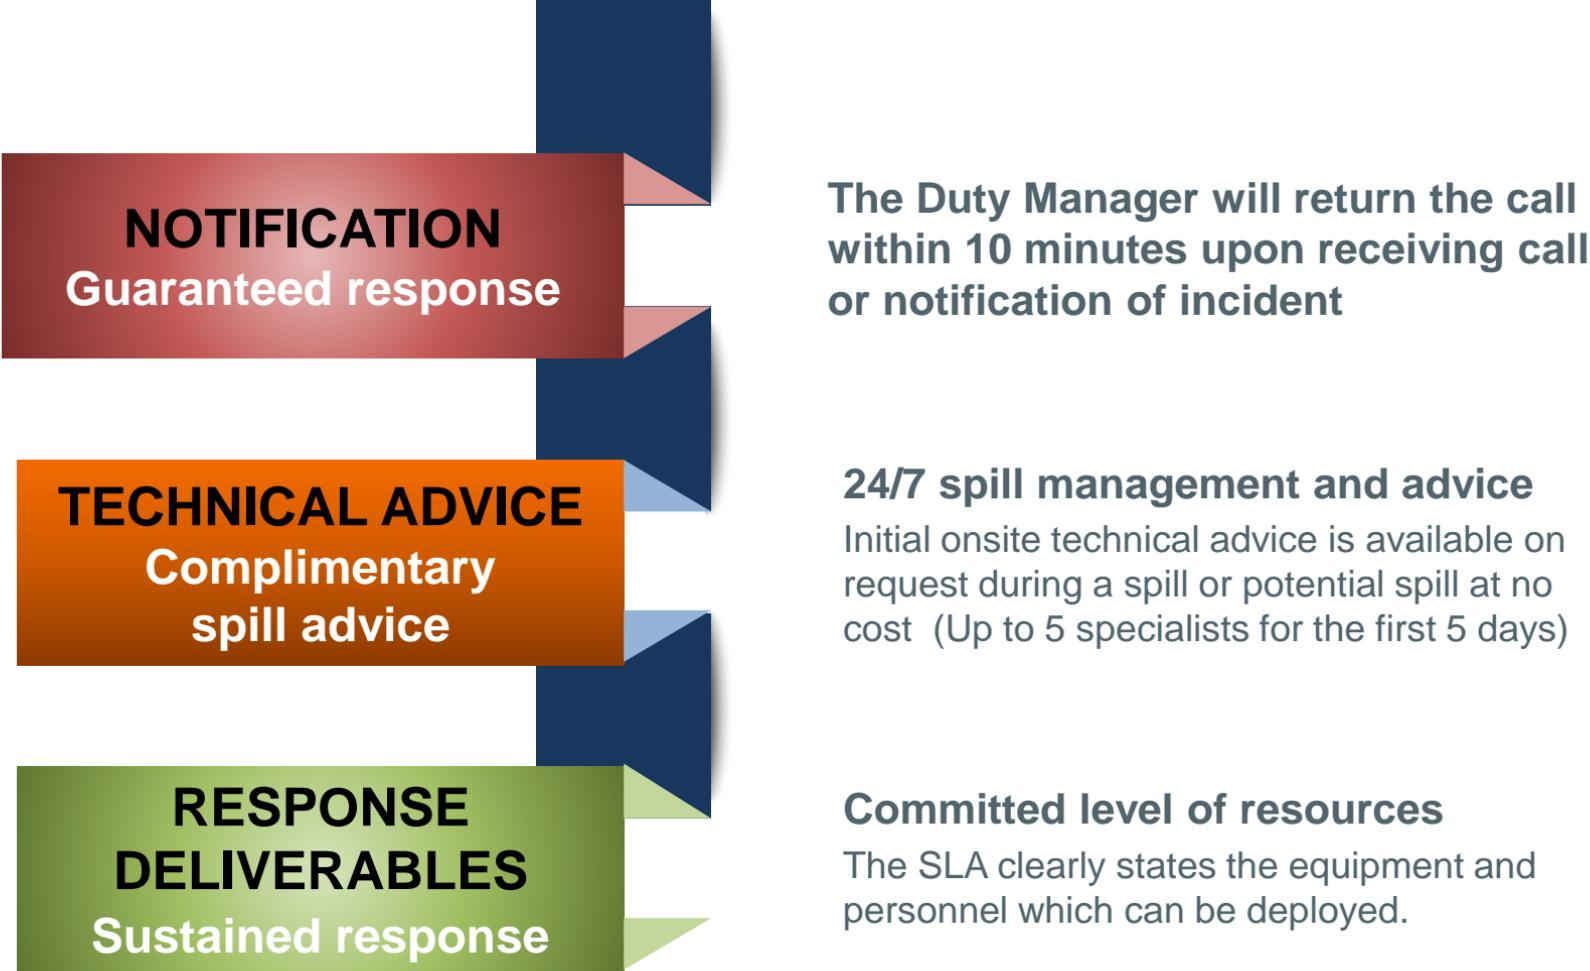 NOTIFICATION
Guaranteed response
The Duty Manager will return the call
within 10 minutes upon receiving call
or notification of incident
TECHNICAL ADVICE
Complimentary
spill advice
24/7 spill management and advice
Initial onsite technical advice is available on
request during a spill or potential spill at no
cost  (Up to 5 specialists for the first 5 days)
RESPONSE
DELIVERABLES
Sustained response
Committed level of resources
The SLA clearly states the equipment and
personnel which can be deployed.